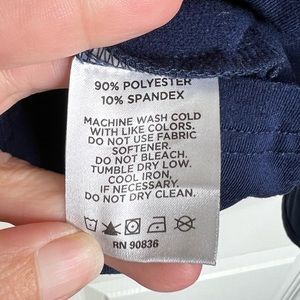 90% POLYESTER
10% SPANDEX
MACHINE WASH COLD
WITH LIKE COLORS.
DO NOT USE FABRIC
SOFTENER.
DO NOT BLEACH.
TUMBLE DRY LOW.
COOL IRON,
IF NECESSARY.
DO NOT DRY CLEAN.
RN 90836